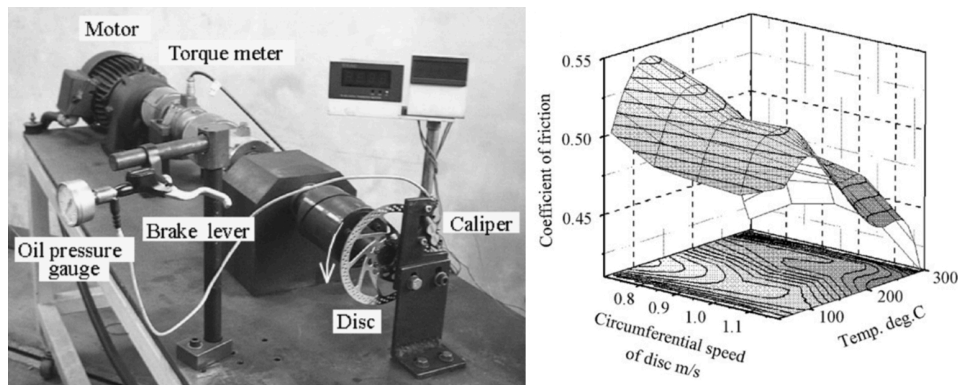 Motor
Torque meter
Brake lever
Oil pressure
gauge
Caliper
Disc
Coefficient of friction
0.55
0.50
0.45
0.8
0.9
1.0
1.1
Circumferential speed
of disc m/s
100
200
300
Temp. deg.C